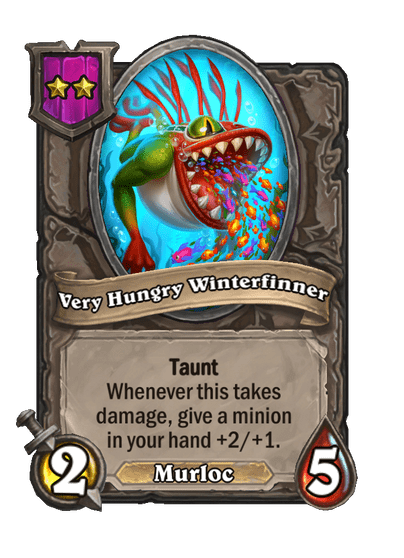 Very Hungry Winterfinner
Taunt
Whenever this takes
damage, give a minion
in your hand +2/+1.
2
Murloc
5